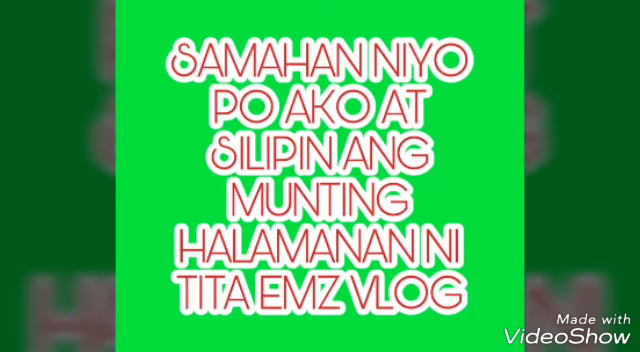 SAMAHAN NIYO
PO AKO AT
SILIPIN ANG
MUNTING
HALAMANAN NI
TITA EMZ VLOG
Made with
VideoShow